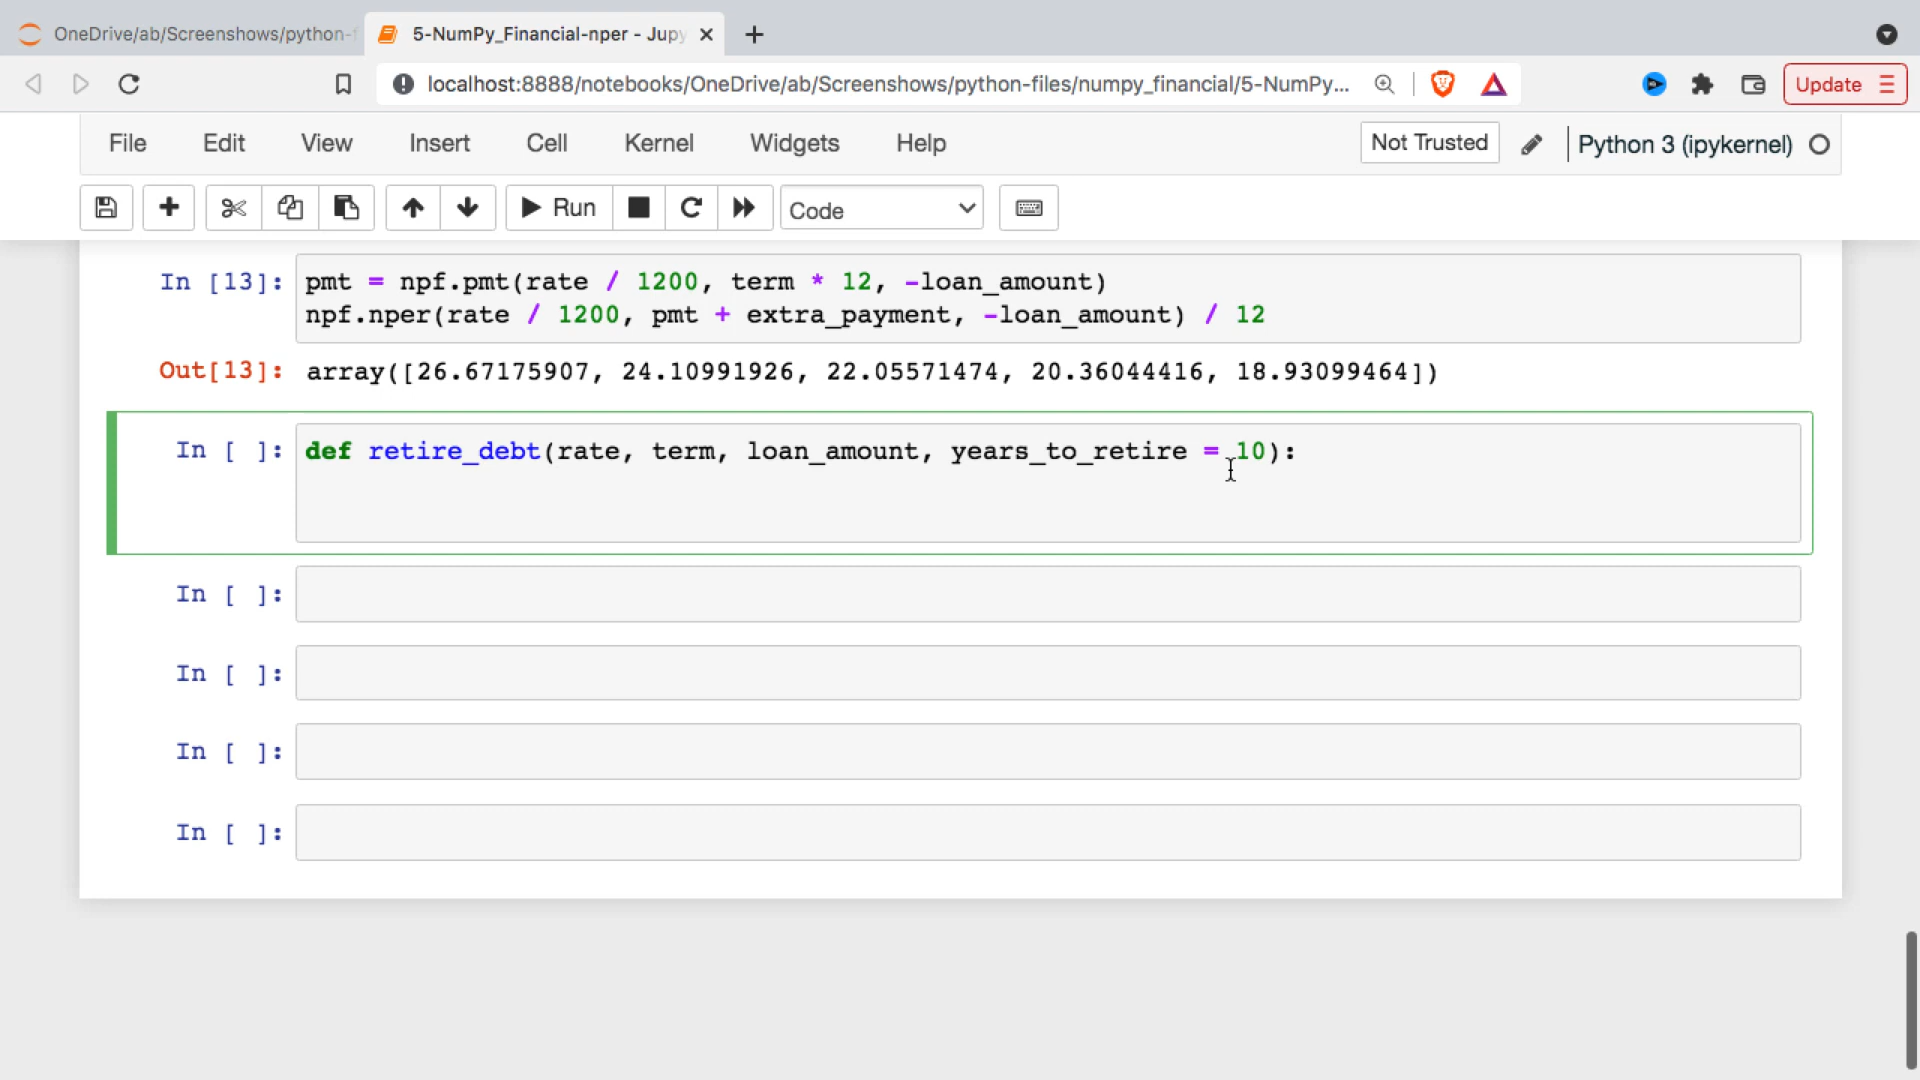 OneDrive/ab/Screenshows/python-f
5-NumPy_Financial-nper - Jupy
localhost:8888/notebooks/OneDrive/ab/Screenshows/python-files/numpy_financial/5-NumPy...
Update
File Edit View Insert Cell Kernel Widgets Help
Not Trusted
Python 3 (ipykernel)
Run
Code
In [13]: pmt = npf.pmt(rate / 1200, term * 12, -loan_amount)
npf.nper(rate / 1200, pmt + extra_payment, -loan_amount) / 12
Out[13]: array([26.67175907, 24.10991926, 22.05571474, 20.36044416, 18.93099464])
In [ ]: def retire_debt(rate, term, loan_amount, years_to_retire = 10):
In [ ]:
In [ ]:
In [ ]:
In [ ]: